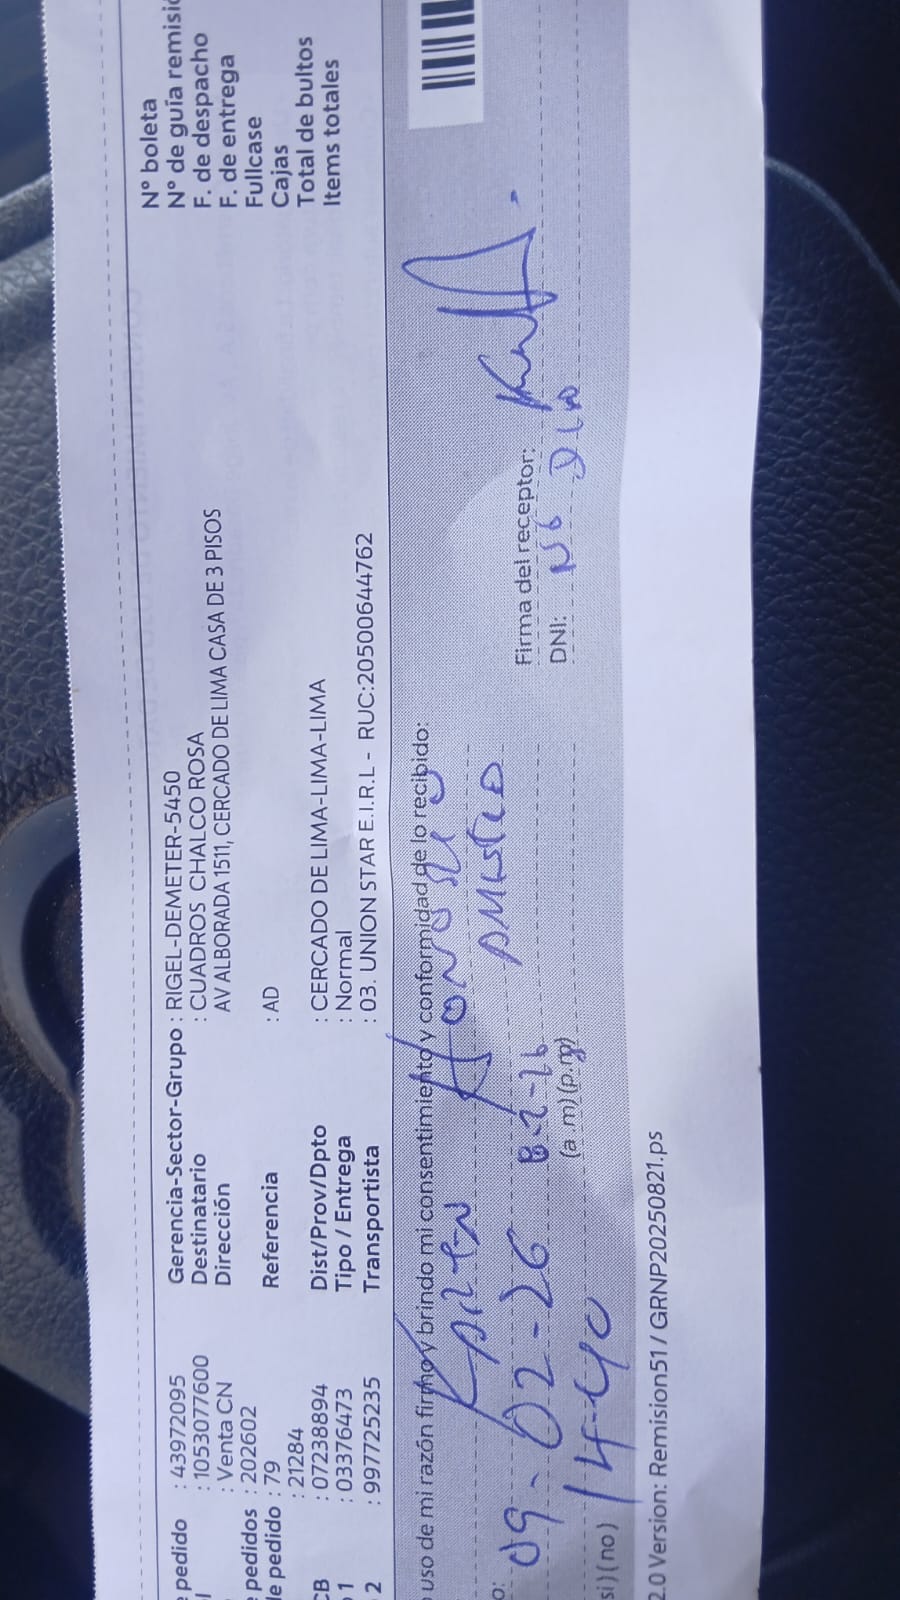 pedido : 43972095
: 1053077600
: Venta CN
pedidos : 202602
de pedido : 79
: 21284
CB : 07238894
1 : 033776473
2 : 997725235
Gerencia-Sector-Grupo : RIGEL-DEMETER-5450
Destinatario : CUADROS CHALCO ROSA
Dirección AV ALBORADA 1511, CERCADO DE LIMA CASA DE 3 PISOS
Referencia : AD
Dist/Prov/Dpto : CERCADO DE LIMA-LIMA-LIMA
Tipo / Entrega : Normal
Transportista : 03. UNION STAR E.I.R.L - RUC:20500644762
N° boleta
N° de guía remisió
F. de despacho
F. de entrega
Fullcase
Cajas
Total de bultos
Items totales
uso de mi razón firmo y brindo mi consentimiento y conformidad de lo recibido:
09-02-26
Firma del receptor:
14-40 (a.m) (p.m)
DNI: No DIO
si) (no)
2.0 Version: Remision51 / GRNP20250821.ps